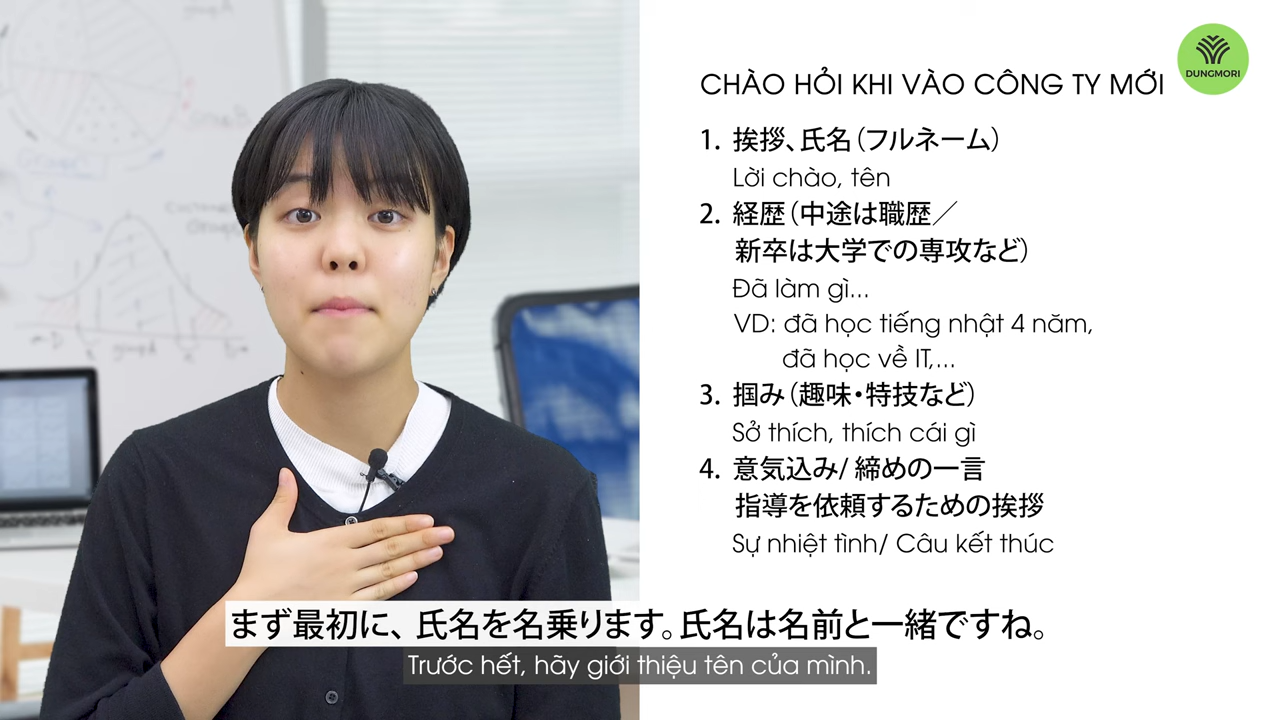 DUNGMORI
CHÀO HỎI KHI VÀO CÔNG TY MỚI
1. 挨拶、氏名（フルネーム）
Lời chào, tên
2. 経歴（中途は職歴／
新卒は大学での専攻など）
Đã làm gì...
VD: đã học tiếng nhật 4 năm,
đã học về IT,...
3. 掴み（趣味・特技など）
Sở thích, thích cái gì
4. 意気込み/ 締めの一言
指導を依頼するための挨拶
Sự nhiệt tình/ Câu kết thúc
まず最初に、氏名を名乗ります。氏名は名前と一緒ですね。
Trước hết, hãy giới thiệu tên của mình.